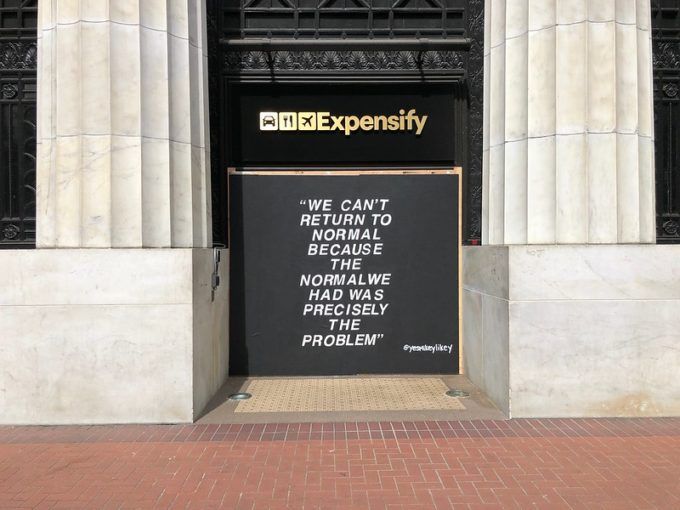 Expensify
"WE CAN'T
RETURN TO
NORMAL
BECAUSE
THE
NORMALWE
HAD WAS
PRECISELY
THE
PROBLEM"